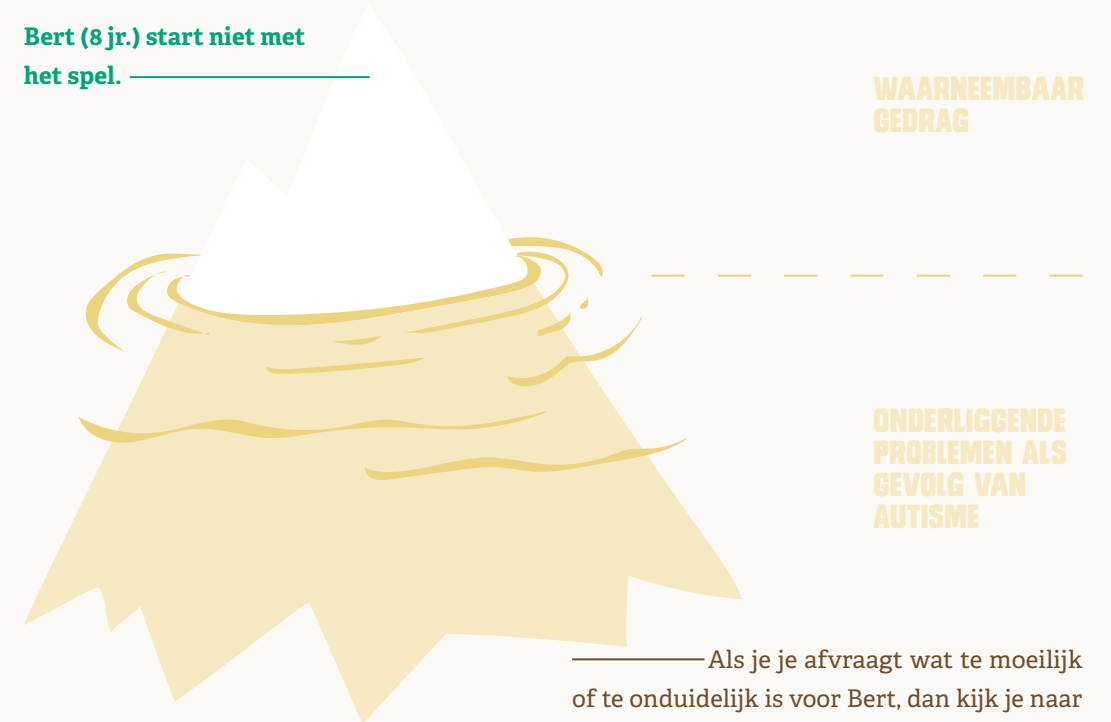 Bert (8 jr.) start niet met
het spel.
WAARNEEMBAAR
GEDRAG
ONDERLIGGENDE
PROBLEMEN ALS
GEVOLG VAN
AUTISME
Als je je afvraagt wat te moeilijk
of te onduidelijk is voor Bert, dan kijk je naar